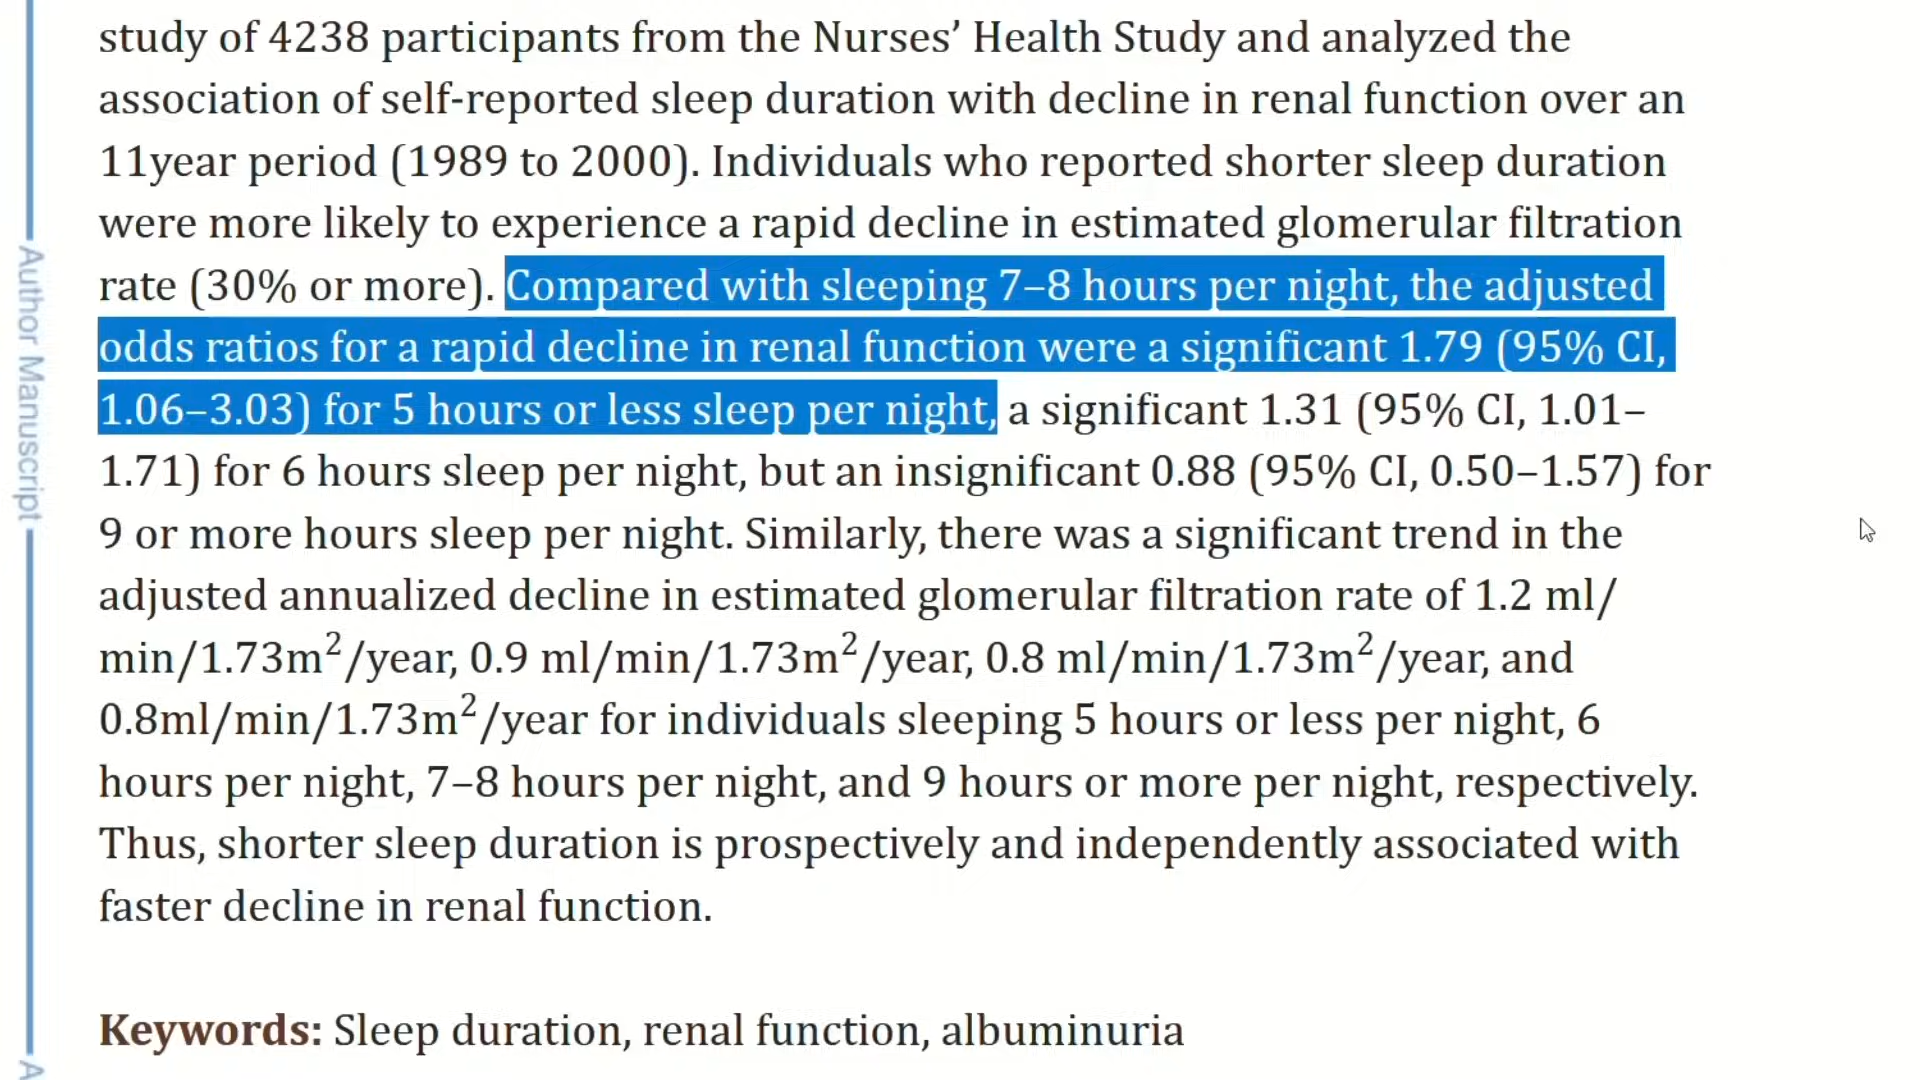 study of 4238 participants from the Nurses’ Health Study and analyzed the
association of self-reported sleep duration with decline in renal function over an
11year period (1989 to 2000). Individuals who reported shorter sleep duration
were more likely to experience a rapid decline in estimated glomerular filtration
rate (30% or more). Compared with sleeping 7–8 hours per night, the adjusted
odds ratios for a rapid decline in renal function were a significant 1.79 (95% CI,
1.06–3.03) for 5 hours or less sleep per night, a significant 1.31 (95% CI, 1.01–
1.71) for 6 hours sleep per night, but an insignificant 0.88 (95% CI, 0.50–1.57) for
9 or more hours sleep per night. Similarly, there was a significant trend in the
adjusted annualized decline in estimated glomerular filtration rate of 1.2 ml/
min/1.73m²/year, 0.9 ml/min/1.73m²/year, 0.8 ml/min/1.73m²/year, and
0.8ml/min/1.73m²/year for individuals sleeping 5 hours or less per night, 6
hours per night, 7–8 hours per night, and 9 hours or more per night, respectively.
Thus, shorter sleep duration is prospectively and independently associated with
faster decline in renal function.
Keywords: Sleep duration, renal function, albuminuria
Author Manuscript
A